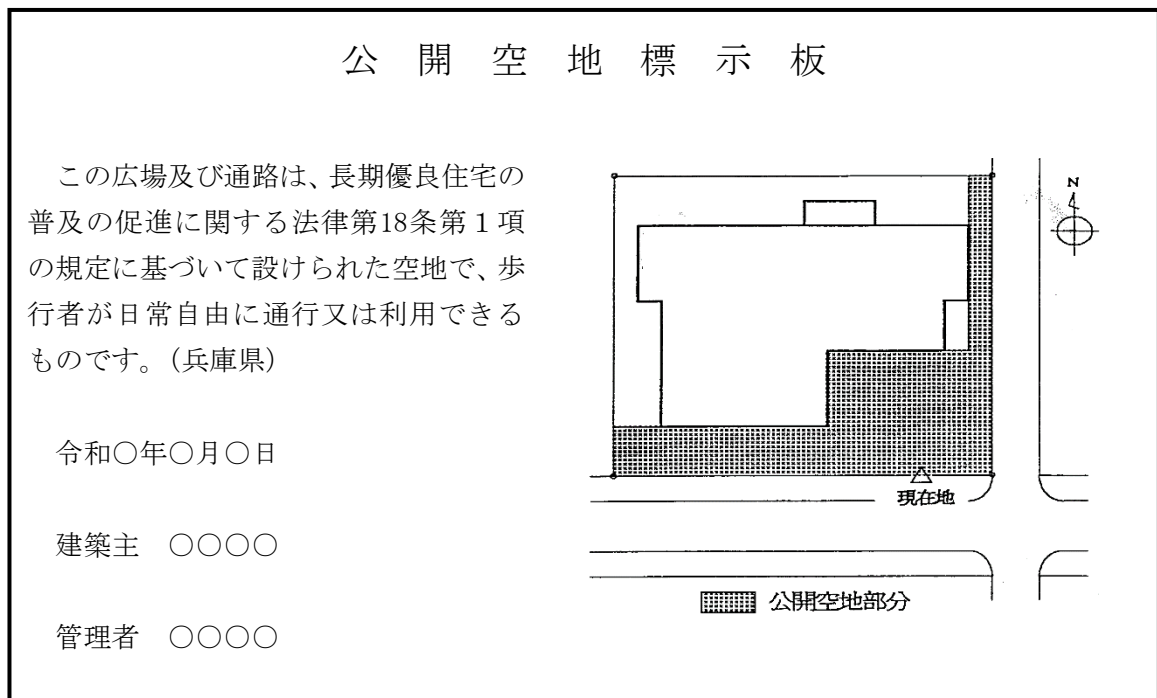 公開空地標示板
この広場及び通路は、長期優良住宅の
普及の促進に関する法律第18条第１項
の規定に基づいて設けられた空地で、歩
行者が日常自由に通行又は利用できる
ものです。（兵庫県）
令和○年○月○日
建築主　○○○○
管理者　○○○○
N
現在地
公開空地部分